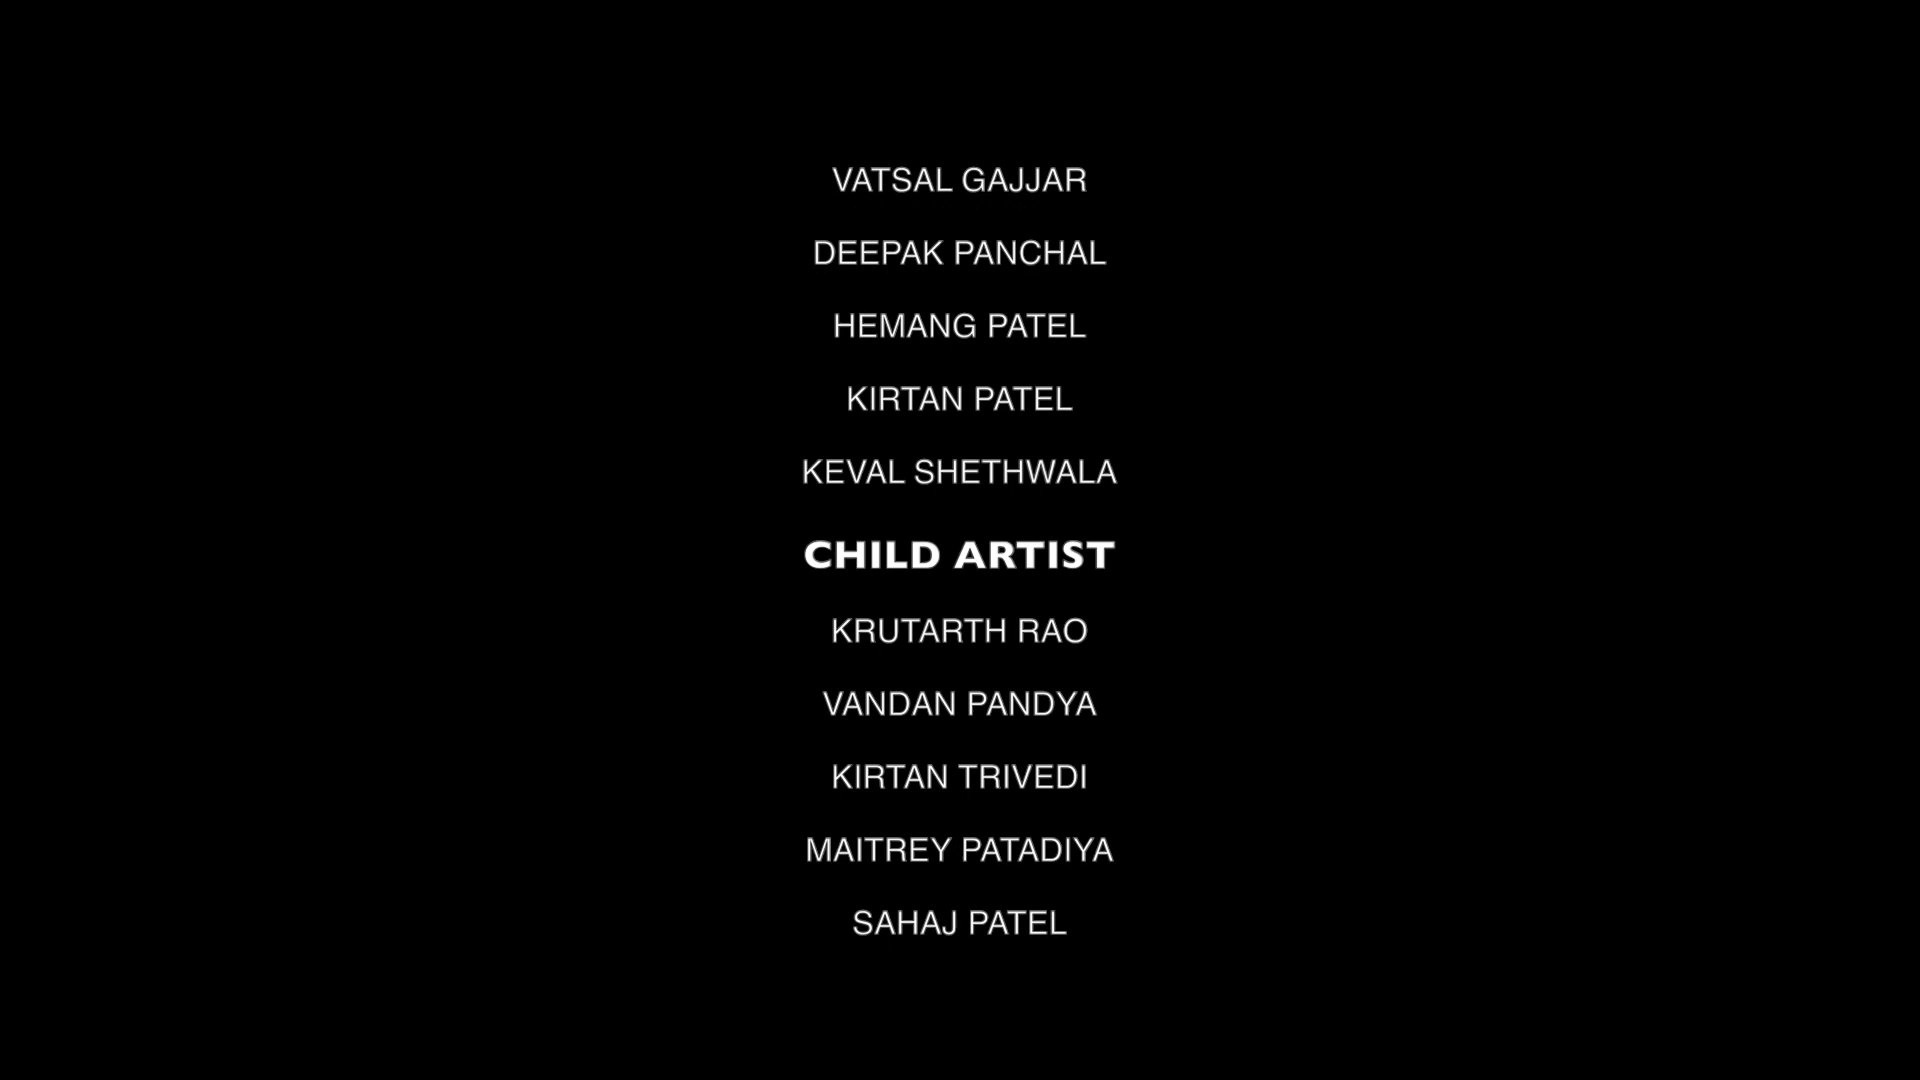 VATSAL GAJJAR
DEEPAK PANCHAL
HEMANG PATEL
KIRTAN PATEL
KEVAL SHETHWALA
CHILD ARTIST
KRUTARTH RAO
VANDAN PANDYA
KIRTAN TRIVEDI
MAITREY PATADIYA
SAHAJ PATEL